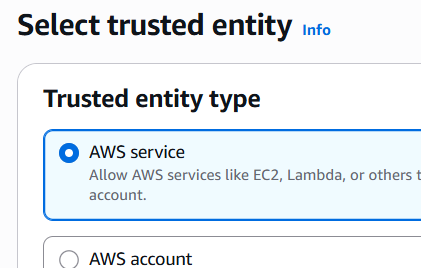 Select trusted entity Info
Trusted entity type
AWS service
Allow AWS services like EC2, Lambda, or others
account.
AWS account